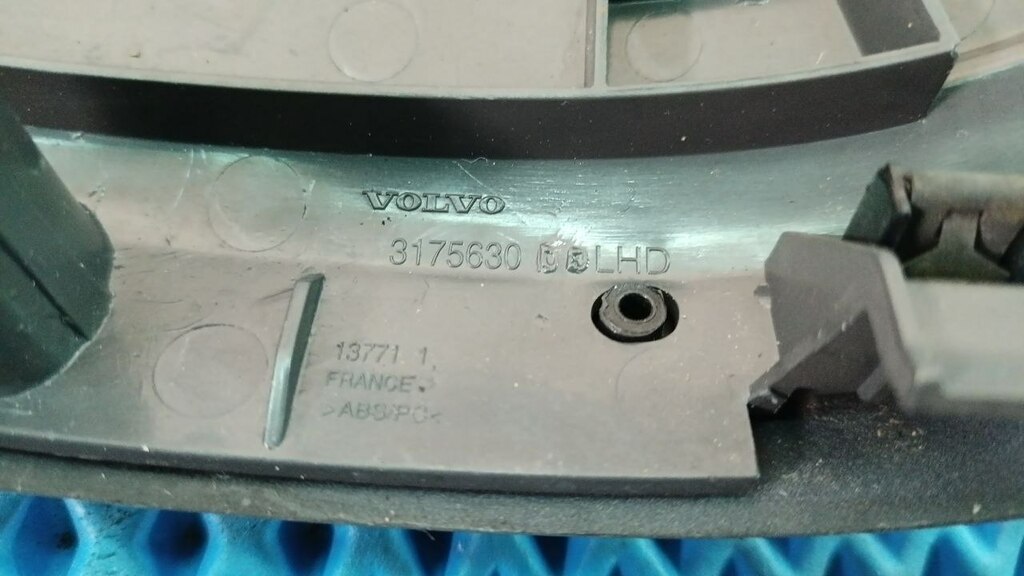 VOLVO
3175630 LHD
13771 1
FRANCE
>ABS/PC<